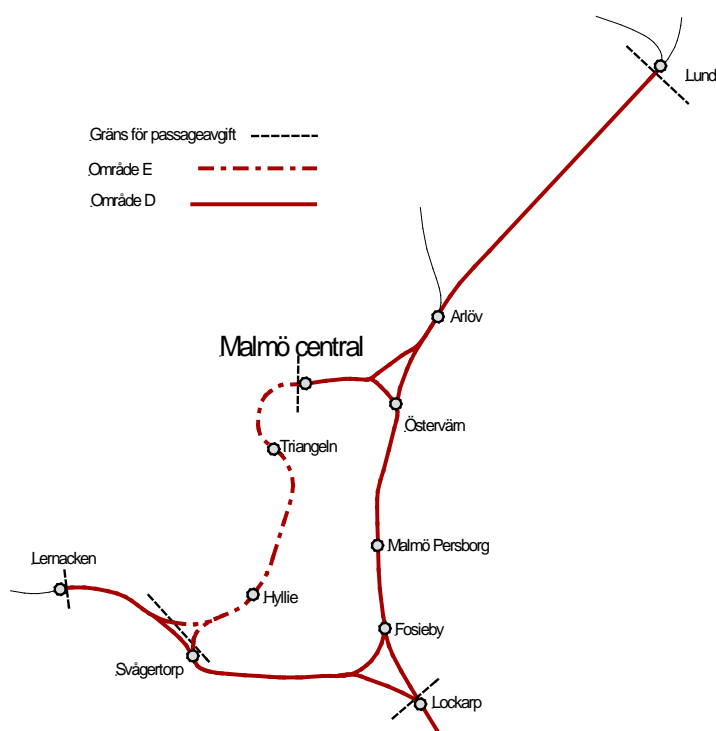 Lund
Gräns för passageavgift
Område E
Område D
Arlöv
Malmö central
Östervärn
Triangeln
Malmö Persborg
Lernacken
Hyllie
Fosieby
Svågertorp
Lockarp